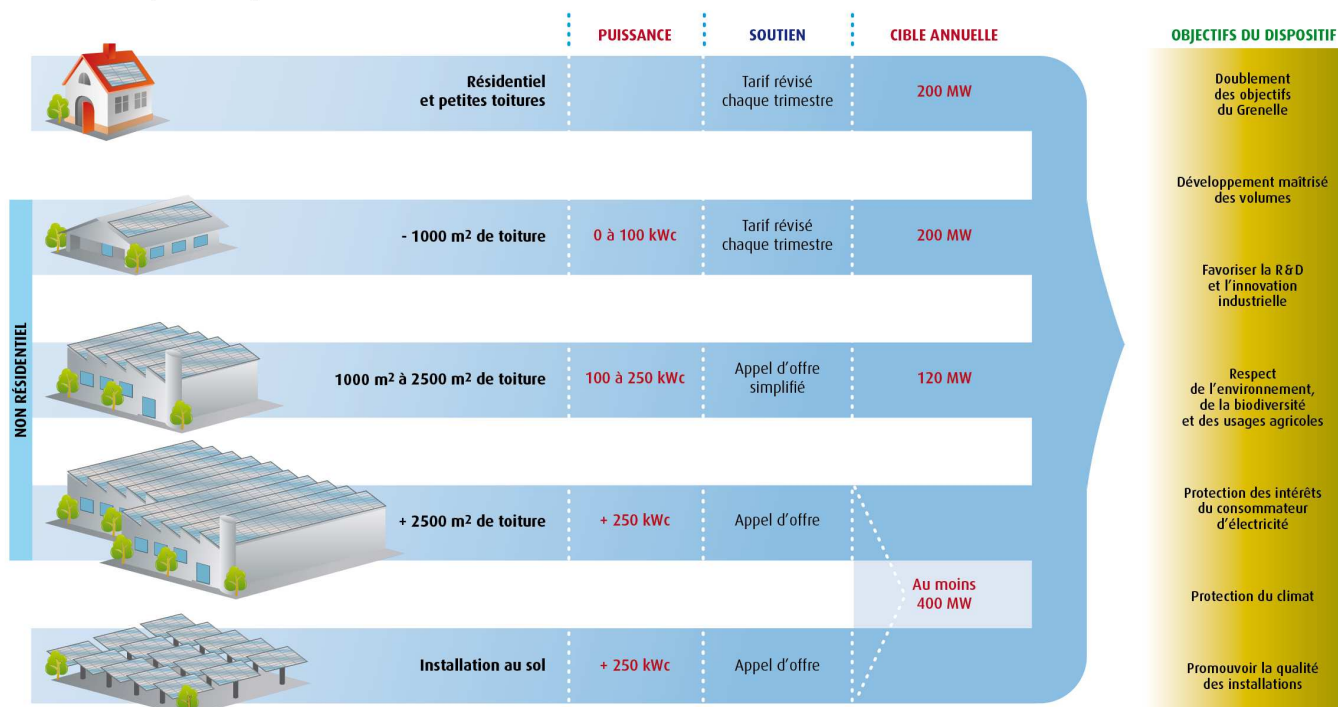 PUISSANCE
SOUTIEN
CIBLE ANNUELLE
OBJECTIFS DU DISPOSITIF
Résidentiel
et petites toitures
Tarif révisé
chaque trimestre
200 MW
NON RÉSIDENTIEL
- 1000 m² de toiture
0 à 100 kWc
Tarif révisé
chaque trimestre
200 MW
1000 m² à 2500 m² de toiture
100 à 250 kWc
Appel d’offre
simplifié
120 MW
+ 2500 m² de toiture
+ 250 kWc
Appel d’offre
Au moins
400 MW
Installation au sol
+ 250 kWc
Appel d’offre
Doublement
des objectifs
du Grenelle
Développement maîtrisé
des volumes
Favoriser la R&D
et l’innovation
industrielle
Respect
de l’environnement,
de la biodiversité
et des usages agricoles
Protection des intérêts
du consommateur
d’électricité
Protection du climat
Promouvoir la qualité
des installations